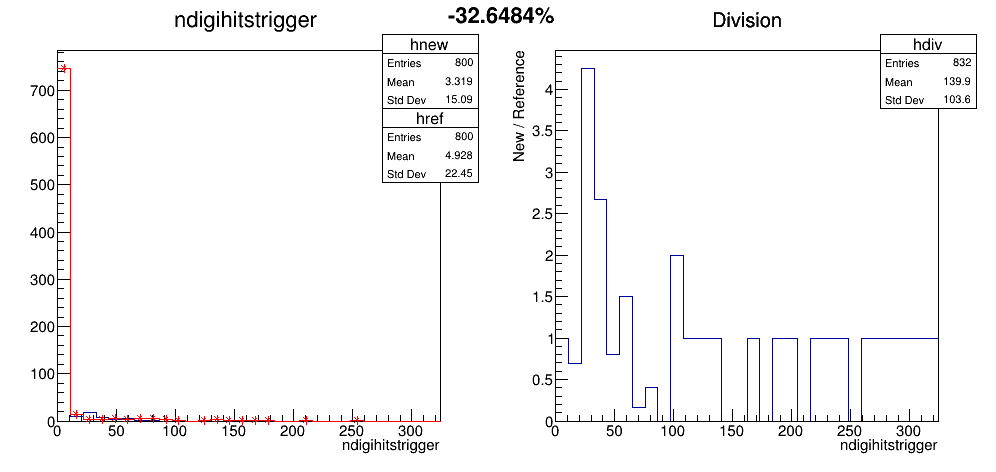 ndigihitstrigger
-32.6484%
Division
hnew
Entries 800
Mean 3.319
Std Dev 15.09
href
Entries 800
Mean 4.928
Std Dev 22.45
700
600
500
400
300
200
100
0
0 50 100 150 200 250 300
ndigihitstrigger
hdiv
Entries 832
Mean 139.9
Std Dev 103.6
New / Reference
4
3.5
3
2.5
2
1.5
1
0.5
0
0 50 100 150 200 250 300
ndigihitstrigger